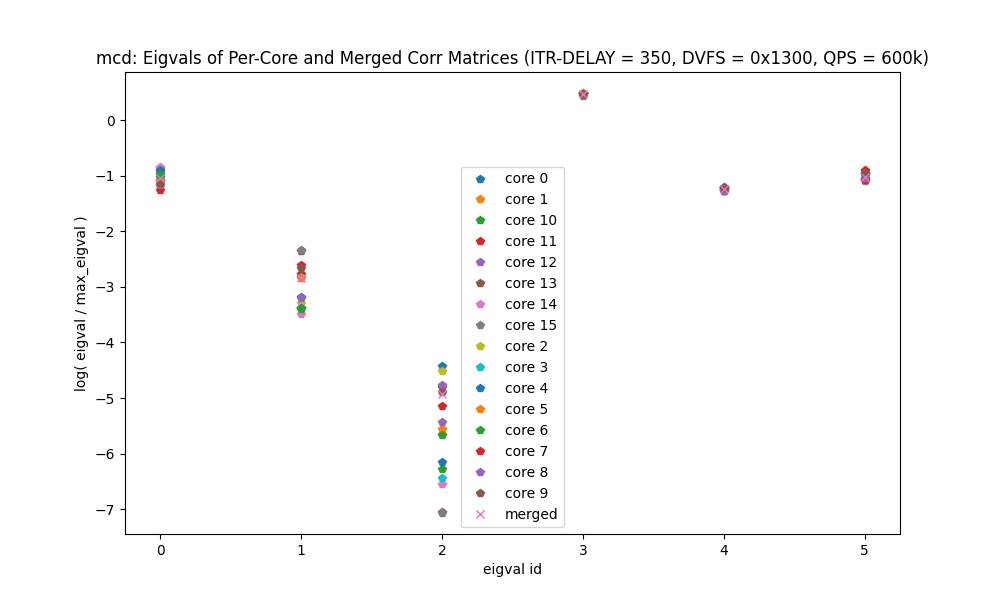 mcd: Eigvals of Per-Core and Merged Corr Matrices (ITR-DELAY = 350, DVFS = 0x1300, QPS = 600k)
log( eigval / max_eigval )
0
−1
−2
−3
−4
−5
−6
−7
core 0
core 1
core 10
core 11
core 12
core 13
core 14
core 15
core 2
core 3
core 4
core 5
core 6
core 7
core 8
core 9
merged
0 1 2 3 4 5
eigval id